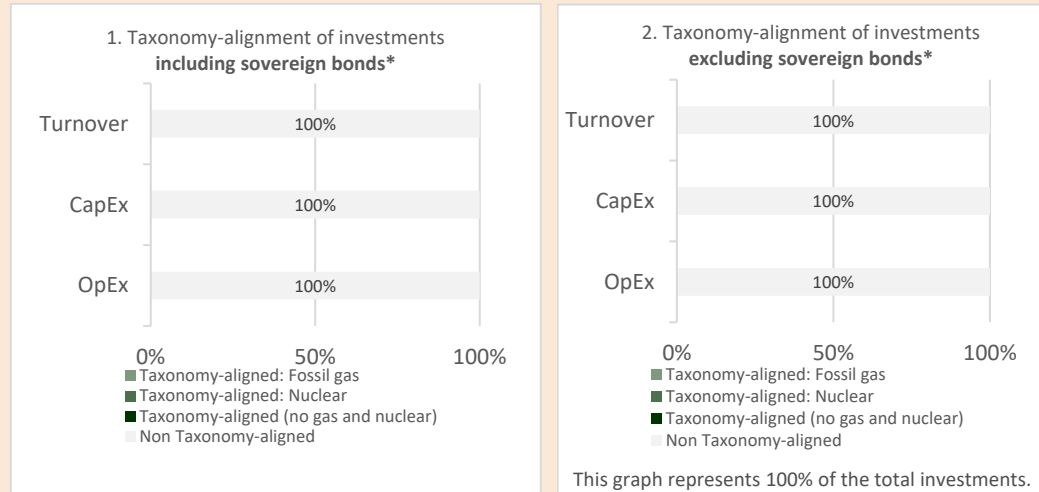 1. Taxonomy-alignment of investments
including sovereign bonds*
Turnover
100%
CapEx
100%
OpEx
100%
0% 50% 100%
Taxonomy-aligned: Fossil gas
Taxonomy-aligned: Nuclear
Taxonomy-aligned (no gas and nuclear)
Non Taxonomy-aligned
2. Taxonomy-alignment of investments
excluding sovereign bonds*
Turnover
100%
CapEx
100%
OpEx
100%
0% 50% 100%
Taxonomy-aligned: Fossil gas
Taxonomy-aligned: Nuclear
Taxonomy-aligned (no gas and nuclear)
Non Taxonomy-aligned
This graph represents 100% of the total investments.